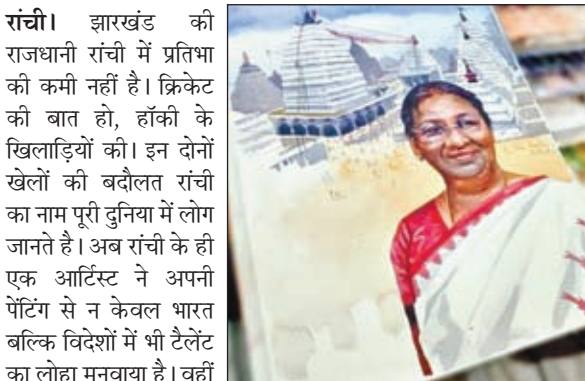 रांची। झारखंड की
राजधानी रांची में प्रतिभा
की कमी नहीं है। क्रिकेट
की बात हो, हॉकी के
खिलाड़ियों की। इन दोनों
खेलों की बदौलत रांची
का नाम पूरी दुनिया में लोग
जानते है। अब रांची के ही
एक आर्टिस्ट ने अपनी
पेंटिंग से न केवल भारत
बल्कि विदेशों में भी टैलेंट
का लोहा मनवाया है। वहीं